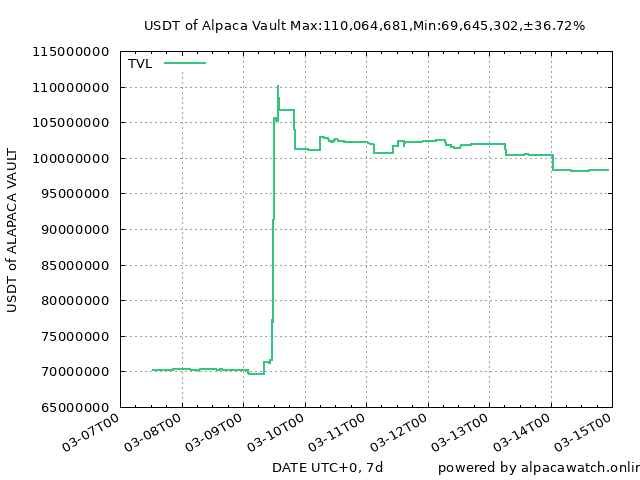 USDT of Alpaca Vault Max:110,064,681,Min:69,645,302,±36.72%
TVL
115000000
110000000
105000000
100000000
95000000
90000000
85000000
80000000
75000000
70000000
65000000
USDT of ALAPACA VAULT
03-07T00
03-08T00
03-09T00
03-10T00
03-11T00
03-12T00
03-13T00
03-14T00
03-15T00
DATE UTC+0, 7d
powered by alpacawatch.onlin